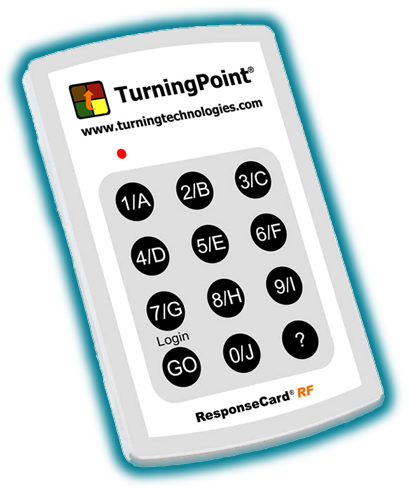 TurningPoint®
www.turningtechnologies.com
1/A 2/B 3/C
4/D 5/E 6/F
7/G 8/H 9/I
Login
GO 0/J ?
ResponseCard® RF